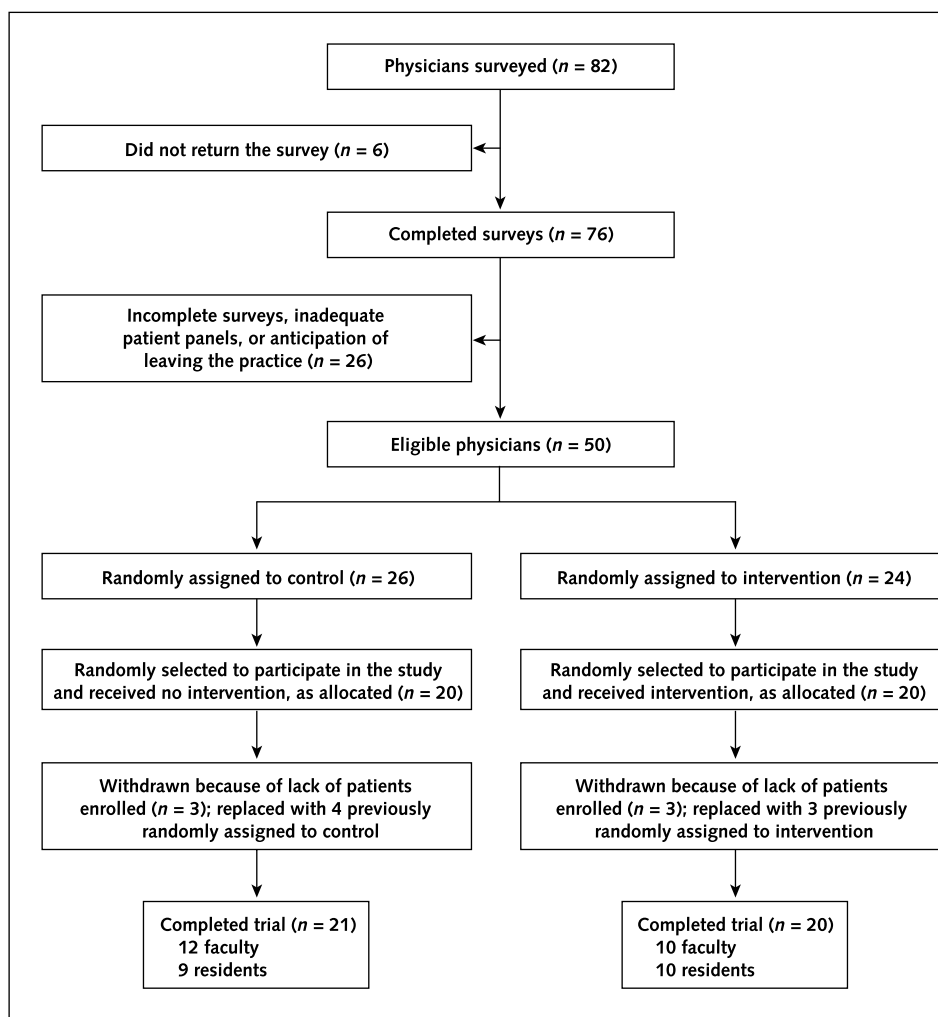 Physicians surveyed (n = 82)
Did not return the survey (n = 6)
Completed surveys (n = 76)
Incomplete surveys, inadequate
patient panels, or anticipation of
leaving the practice (n = 26)
Eligible physicians (n = 50)
Randomly assigned to control (n = 26)
Randomly assigned to intervention (n = 24)
Randomly selected to participate in the study
and received no intervention, as allocated (n = 20)
Randomly selected to participate in the study
and received intervention, as allocated (n = 20)
Withdrawn because of lack of patients
enrolled (n = 3); replaced with 4 previously
randomly assigned to control
Withdrawn because of lack of patients
enrolled (n = 3); replaced with 3 previously
randomly assigned to intervention
Completed trial (n = 21)
12 faculty
9 residents
Completed trial (n = 20)
10 faculty
10 residents